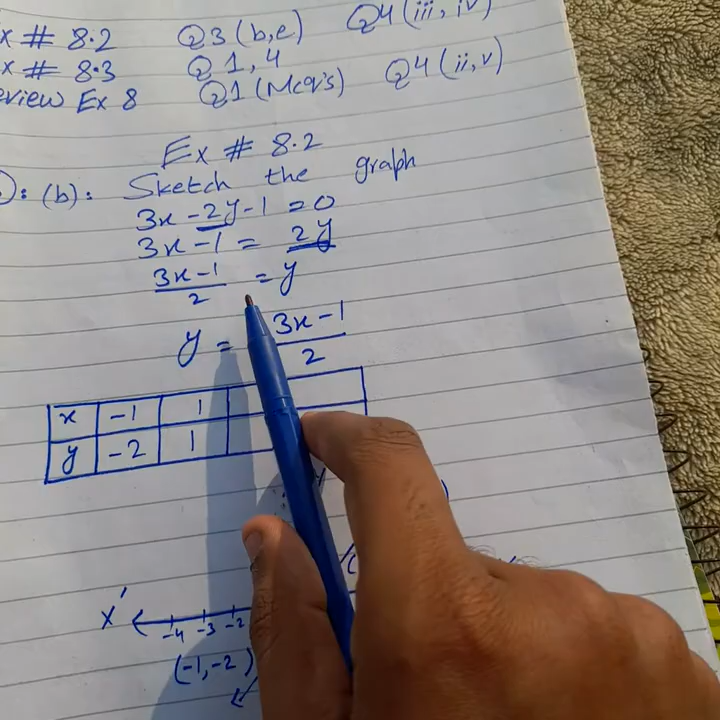 x # 8.2 Q3 (b,e) Q4 (iii, iv)
x # 8.3 Q 1, 4
eview Ex 8 Q1 (Mcq's) Q4 (ii, v)
Ex # 8.2
: (b): Sketch the graph
3x - 2y - 1 = 0
3x - 1 = 2y
3x - 1 / 2 = y
y = 3x - 1 / 2
x -1 1
y -2 1
X' -4 -3 -2
(-1, -2)